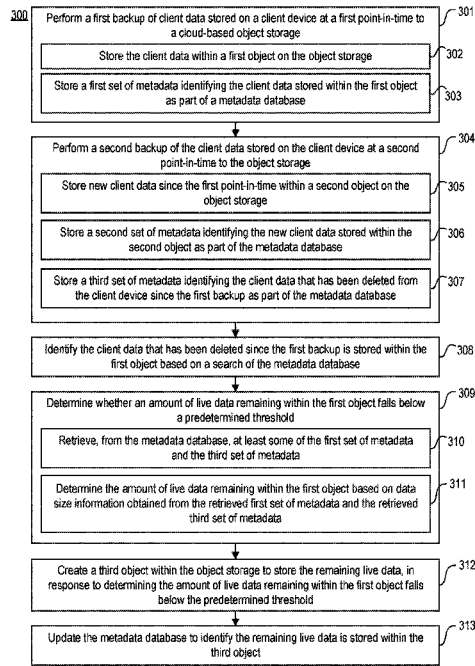 300
Perform a first backup of client data stored on a client device at a first point-in-time to
a cloud-based object storage
301
Store the client data within a first object on the object storage
302
Store a first set of metadata identifying the client data stored within the first object
as part of a metadata database
303
Perform a second backup of the client data stored on the client device at a second
point-in-time to the object storage
304
Store new client data since the first point-in-time within a second object on the
object storage
305
Store a second set of metadata identifying the new client data stored within the
second object as part of the metadata database
306
Store a third set of metadata identifying the client data that has been deleted from
the client device since the first backup as part of the metadata database
307
Identify the client data that has been deleted since the first backup is stored within the
first object based on a search of the metadata database
308
Determine whether an amount of live data remaining within the first object falls below
a predetermined threshold
309
Retrieve, from the metadata database, at least some of the first set of metadata
and the third set of metadata
310
Determine the amount of live data remaining within the first object based on data
size information obtained from the retrieved first set of metadata and the retrieved
third set of metadata
311
Create a third object within the object storage to store the remaining live data, in
response to determining the amount of live data remaining within the first object falls
below the predetermined threshold
312
Update the metadata database to identify the remaining live data is stored within the
third object
313